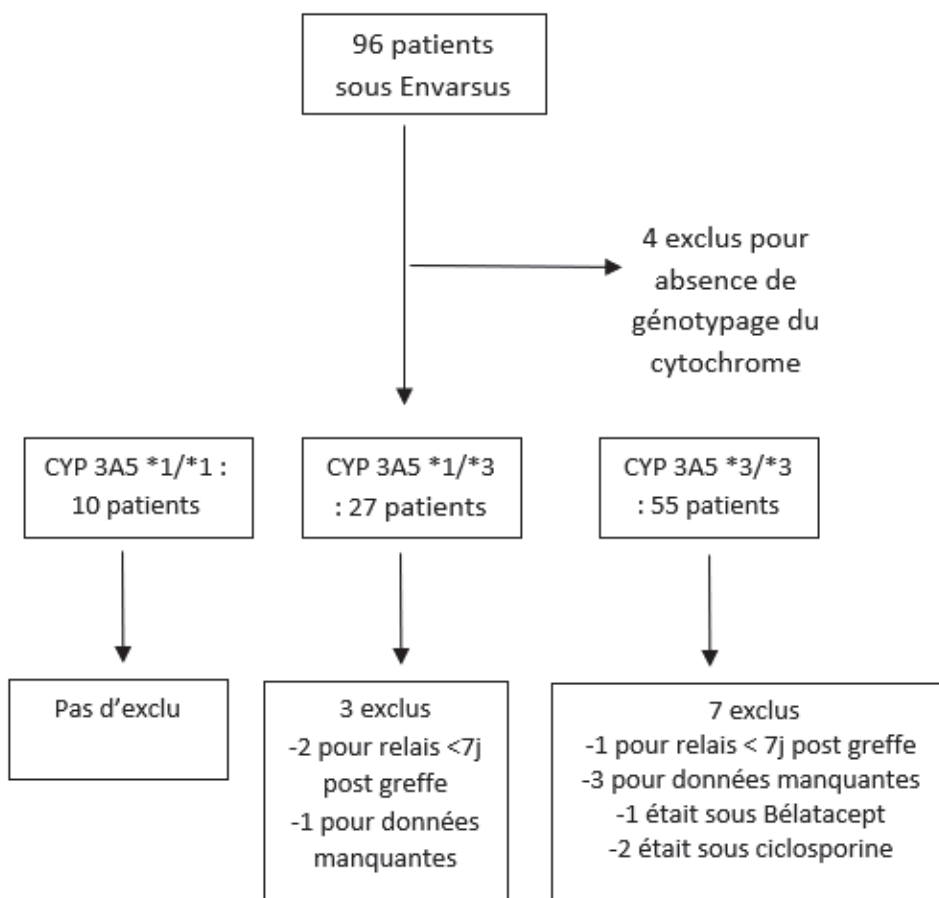 96 patients
sous Envarsus
4 exclus pour
absence de
génotypage du
cytochrome
CYP 3A5 *1/*1 :
10 patients
CYP 3A5 *1/*3
: 27 patients
CYP 3A5 *3/*3
: 55 patients
Pas d'exclu
3 exclus
-2 pour relais <7j
post greffe
-1 pour données
manquantes
7 exclus
-1 pour relais < 7j post greffe
-3 pour données manquantes
-1 était sous Bélatacept
-2 était sous ciclosporine